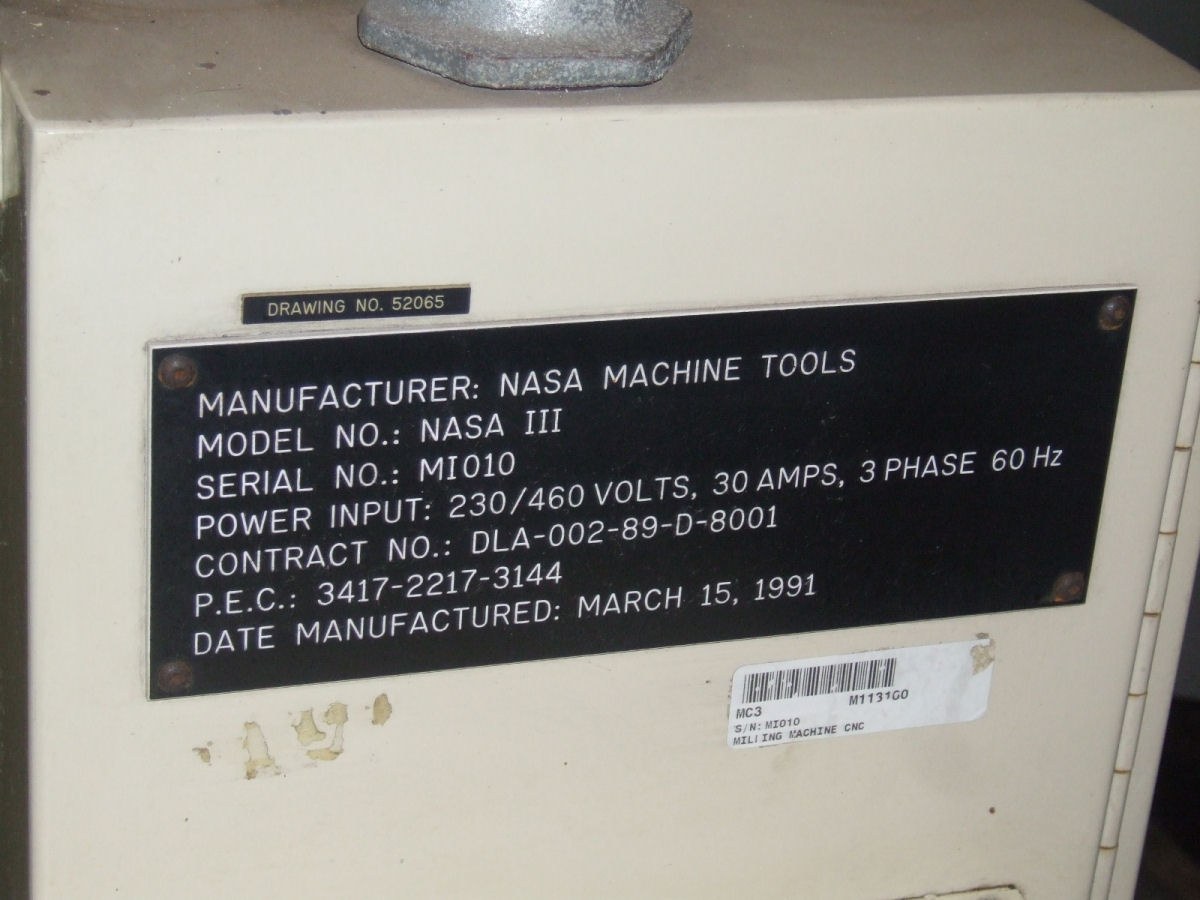 DRAWING NO. 52065
MANUFACTURER: NASA MACHINE TOOLS
MODEL NO.: NASA III
SERIAL NO.: MI010
POWER INPUT: 230/460 VOLTS, 30 AMPS, 3 PHASE 60 Hz
CONTRACT NO.: DLA-002-89-D-8001
P.E.C.: 3417-2217-3144
DATE MANUFACTURED: MARCH 15, 1991
MC3 M113100
S/N: MI010
MILLING MACHINE CNC